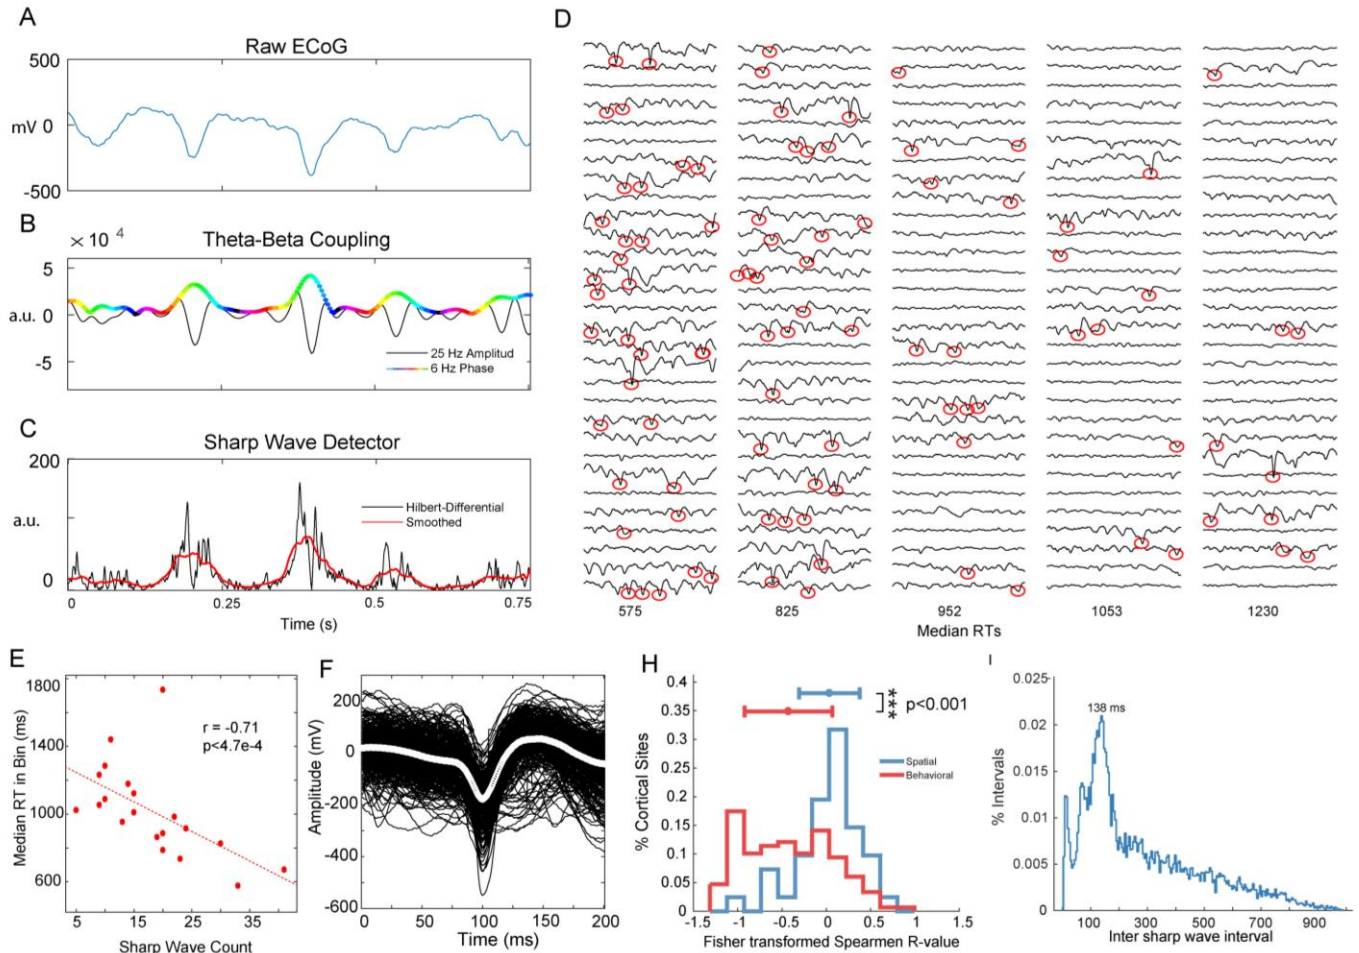 A
Raw ECoG
500
mV 0
-500
B
× 10 4
Theta-Beta Coupling
5
a.u. 0
-5
25 Hz Amplitud
6 Hz Phase
C
Sharp Wave Detector
200
a.u.
0
Hilbert-Differential
Smoothed
0 0.25 0.5 0.75
Time (s)
D
575 825 952 1053 1230
Median RTs
E
1800
1400
1000
600
Median RT in Bin (ms)
r = -0.71
p<4.7e-4
5 15 25 35
Sharp Wave Count
F
200
0
-200
-400
-600
Amplitude (mV)
0 50 100 150 200
Time (ms)
H
0.4
0.35
0.3
0.25
0.2
0.15
0.1
0.05
0
% Cortical Sites
*** p<0.001
Spatial
Behavioral
-1.5 -1 -0.5 0 0.5 1 1.5
Fisher transformed Spearmen R-value
I
138 ms
0.025
0.02
0.015
0.01
0.005
0
% Intervals
100 300 500 700 900
Inter sharp wave interval